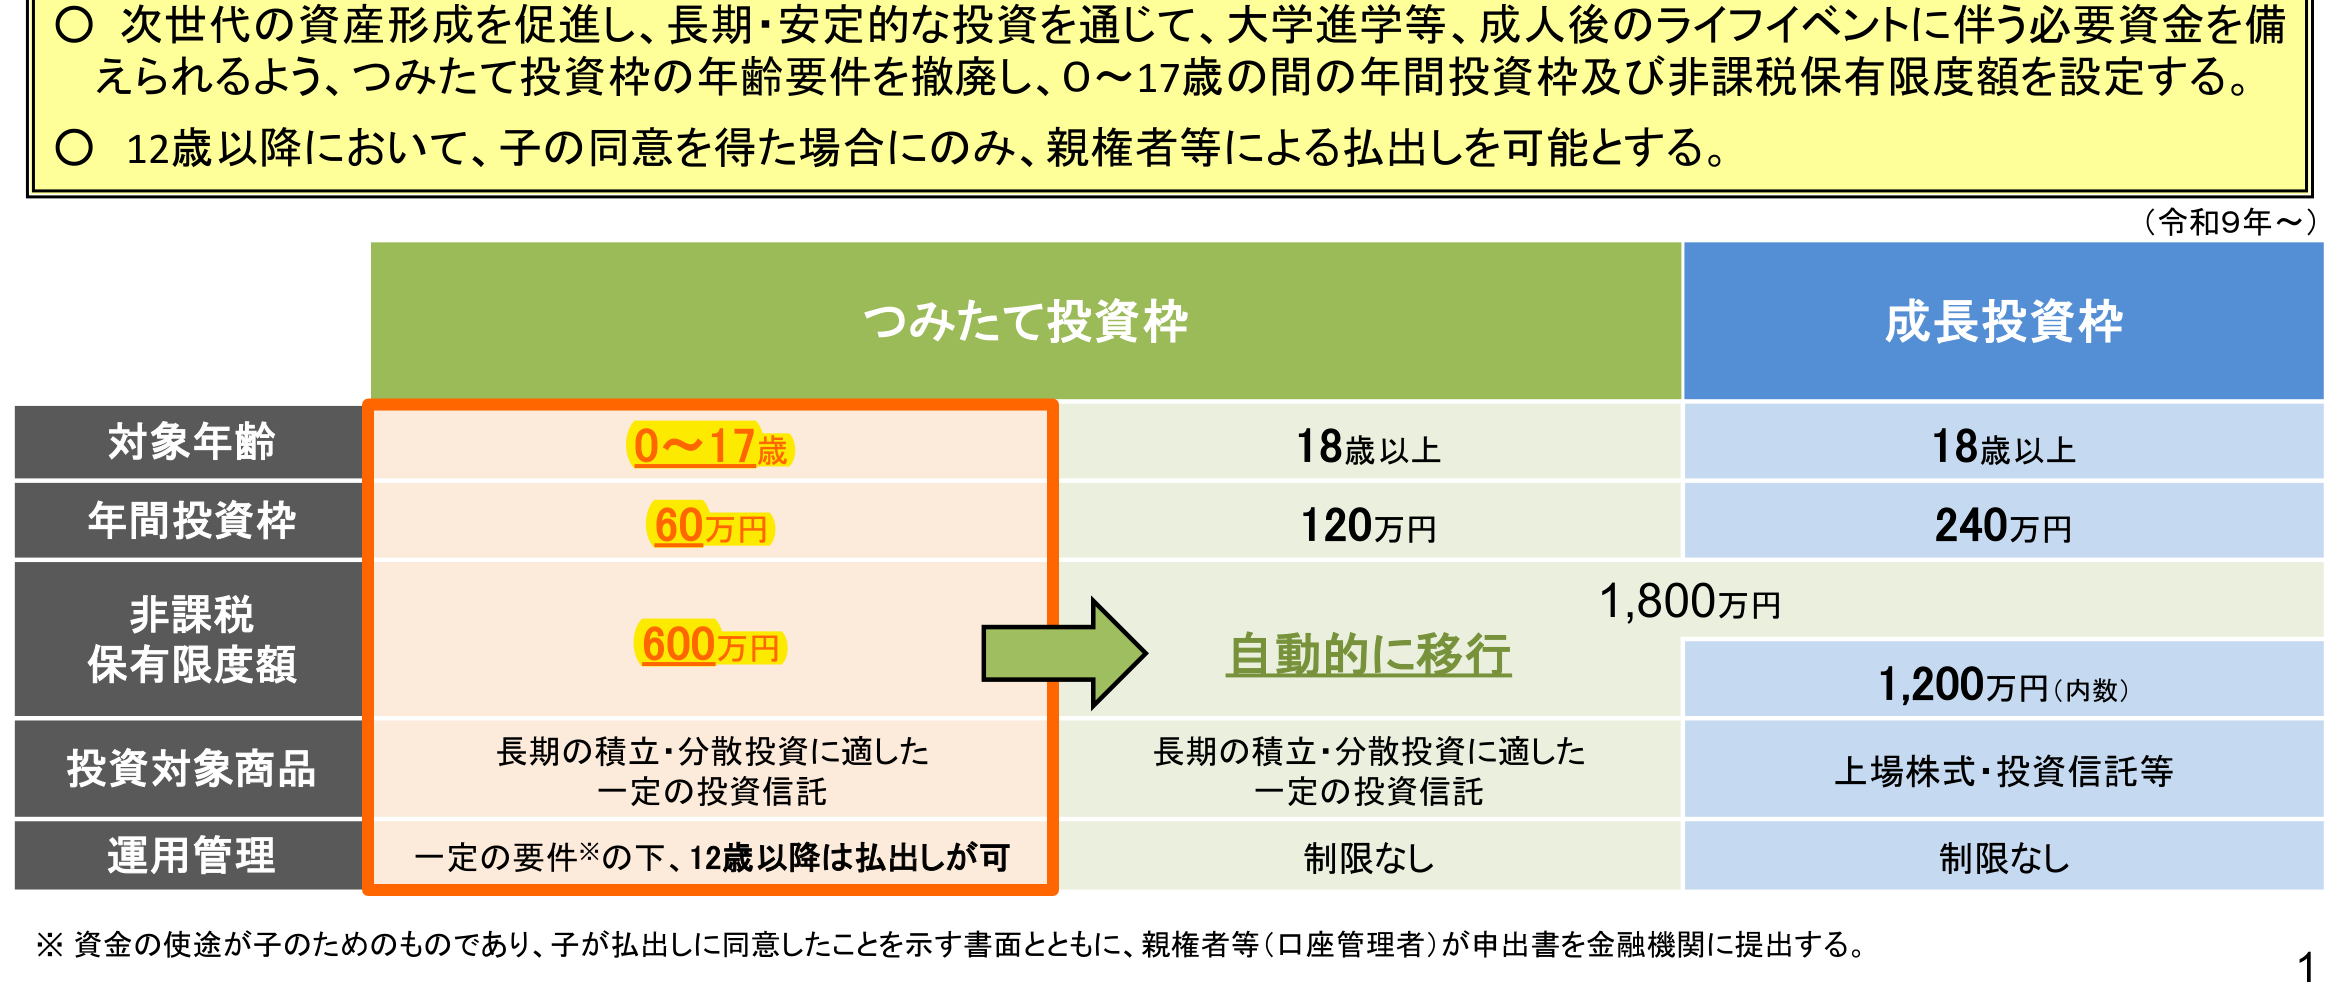 ○ 次世代の資産形成を促進し、長期・安定的な投資を通じて、大学進学等、成人後のライフイベントに伴う必要資金を備
えられるよう、つみたて投資枠の年齢要件を撤廃し、０～17歳の間の年間投資枠及び非課税保有限度額を設定する。
○ 12歳以降において、子の同意を得た場合にのみ、親権者等による払出しを可能とする。
（令和９年～）
つみたて投資枠 成長投資枠
対象年齢 0～17歳 18歳以上 18歳以上
年間投資枠 60万円 120万円 240万円
非課税
保有限度額
600万円
自動的に移行
1,800万円
1,200万円（内数）
投資対象商品
長期の積立・分散投資に適した
一定の投資信託
長期の積立・分散投資に適した
一定の投資信託
上場株式・投資信託等
運用管理 一定の要件※の下、12歳以降は払出しが可 制限なし 制限なし
※ 資金の使途が子のためのものであり、子が払出しに同意したことを示す書面とともに、親権者等（口座管理者）が申出書を金融機関に提出する。
1